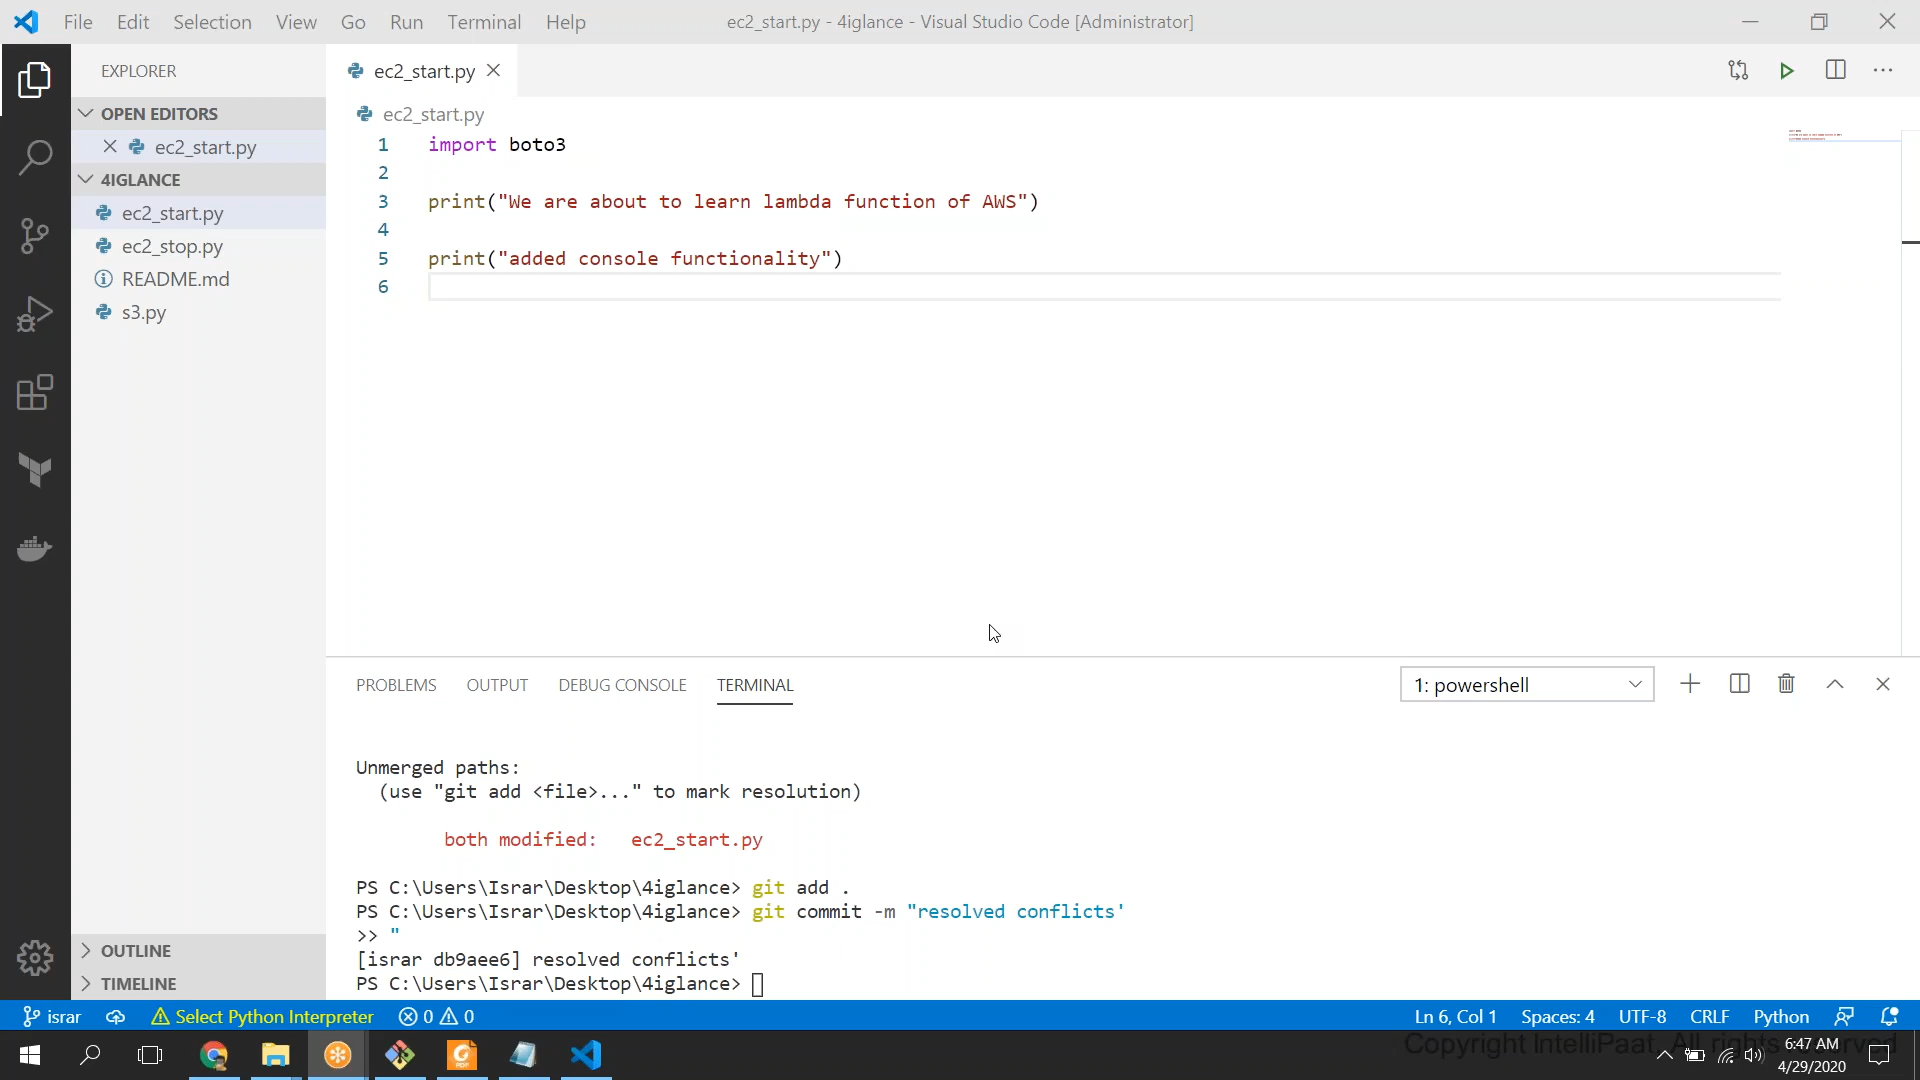 File Edit Selection View Go Run Terminal Help
ec2_start.py - 4iglance - Visual Studio Code [Administrator]
EXPLORER
OPEN EDITORS
ec2_start.py
4IGLANCE
ec2_start.py
ec2_stop.py
README.md
s3.py
OUTLINE
TIMELINE
ec2_start.py
ec2_start.py
1 import boto3
2
3 print("We are about to learn lambda function of AWS")
4
5 print("added console functionality")
6
PROBLEMS OUTPUT DEBUG CONSOLE TERMINAL
1: powershell
Unmerged paths:
(use "git add <file>..." to mark resolution)
both modified: ec2_start.py
PS C:\Users\Israr\Desktop\4iglance> git add .
PS C:\Users\Israr\Desktop\4iglance> git commit -m "resolved conflicts'
>> "
[israr db9aee6] resolved conflicts'
PS C:\Users\Israr\Desktop\4iglance>
israr Select Python Interpreter 0 0 Ln 6, Col 1 Spaces: 4 UTF-8 CRLF Python
Copyright IntelliPaat, All rights reserved
6:47 AM
4/29/2020